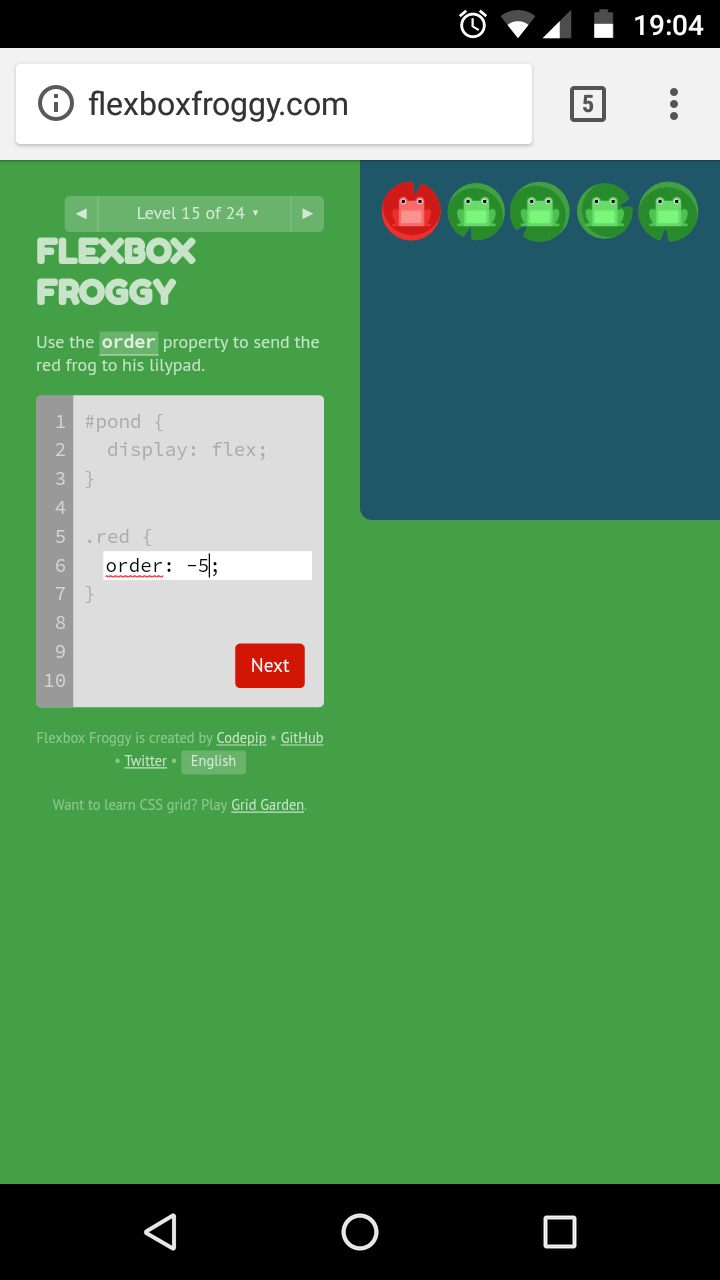 19:04
flexboxfroggy.com
5
◀ Level 15 of 24 ▾ ▶
FLEXBOX
FROGGY
Use the order property to send the
red frog to his lilypad.
1 #pond {
2 display: flex;
3 }
4
5 .red {
6 order: -5;
7 }
8
9
10
Next
Flexbox Froggy is created by Codepip • GitHub
• Twitter • English
Want to learn CSS grid? Play Grid Garden.